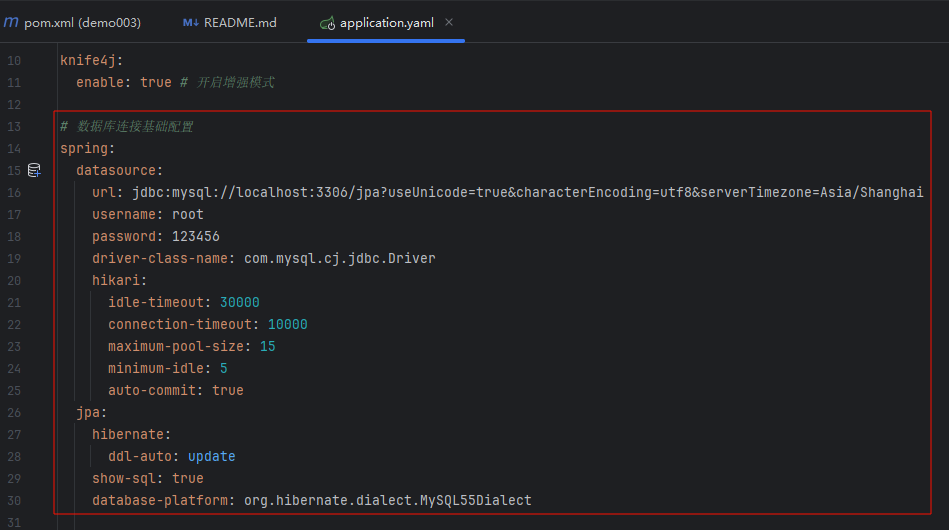 pom.xml (demo003)
README.md
application.yaml
10 knife4j:
11 enable: true # 开启增强模式
12
13 # 数据库连接基础配置
14 spring:
15 datasource:
16 url: jdbc:mysql://localhost:3306/jpa?useUnicode=true&characterEncoding=utf8&serverTimezone=Asia/Shanghai
17 username: root
18 password: 123456
19 driver-class-name: com.mysql.cj.jdbc.Driver
20 hikari:
21 idle-timeout: 30000
22 connection-timeout: 10000
23 maximum-pool-size: 15
24 minimum-idle: 5
25 auto-commit: true
26 jpa:
27 hibernate:
28 ddl-auto: update
29 show-sql: true
30 database-platform: org.hibernate.dialect.MySQL55Dialect
31